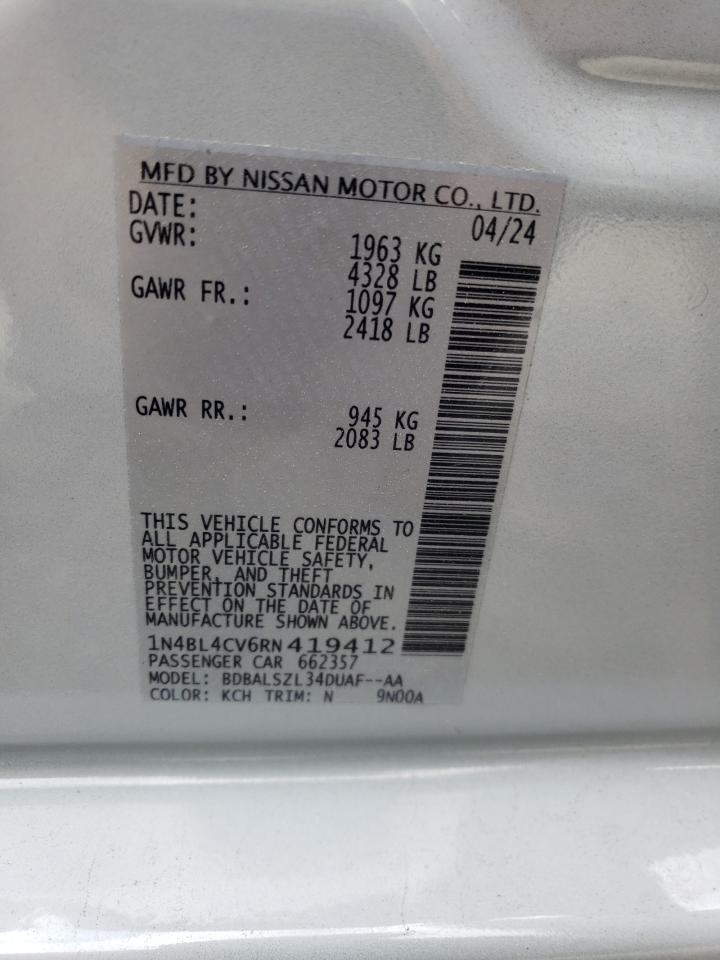 MFD BY NISSAN MOTOR CO., LTD.
DATE: 04/24
GVWR: 1963 KG
4328 LB
GAWR FR.: 1097 KG
2418 LB
GAWR RR.: 945 KG
2083 LB
THIS VEHICLE CONFORMS TO
ALL APPLICABLE FEDERAL
MOTOR VEHICLE SAFETY,
BUMPER, AND THEFT
PREVENTION STANDARDS IN
EFFECT ON THE DATE OF
MANUFACTURE SHOWN ABOVE.
1N4BL4CV6RN419412
PASSENGER CAR 662357
MODEL: BDBALSZL34DUAF--AA
COLOR: KCH TRIM: N 9N00A